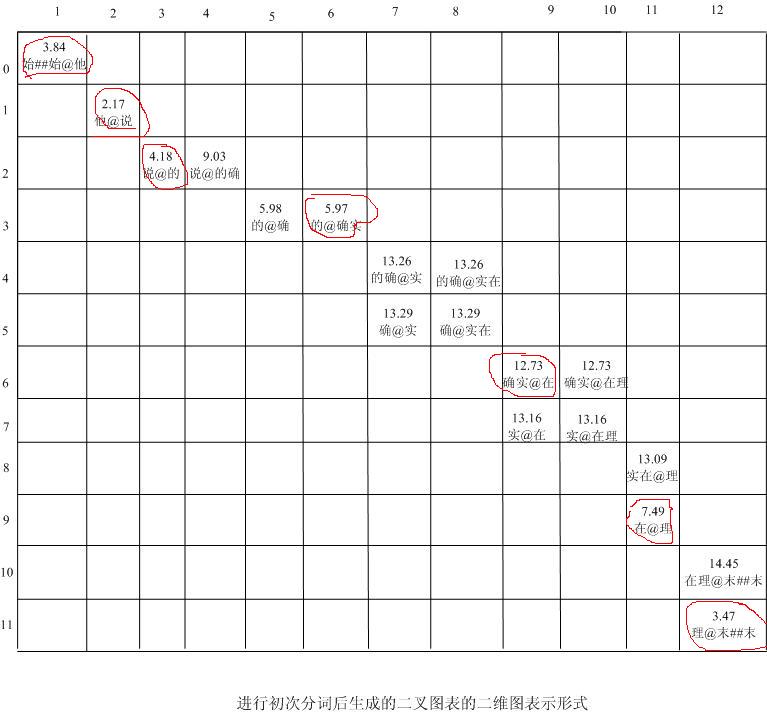 1 2 3 4 5 6 7 8 9 10 11 12
0
3.84
始##始@他
1
2.17
他@说
2
4.18 9.03
说@的 说@的确
3
5.98 5.97
的@确 的@确实
4
13.26 13.26
的确@实 的确@实在
5
13.29 13.29
确@实 确@实在
6
12.73 12.73
确实@在 确实@在理
7
13.16 13.16
实@在 实@在理
8
13.09
实在@理
9
7.49
在@理
10
14.45
在理@末##末
11
3.47
理@末##末
进行初次分词后生成的二叉图表的二维图表示形式